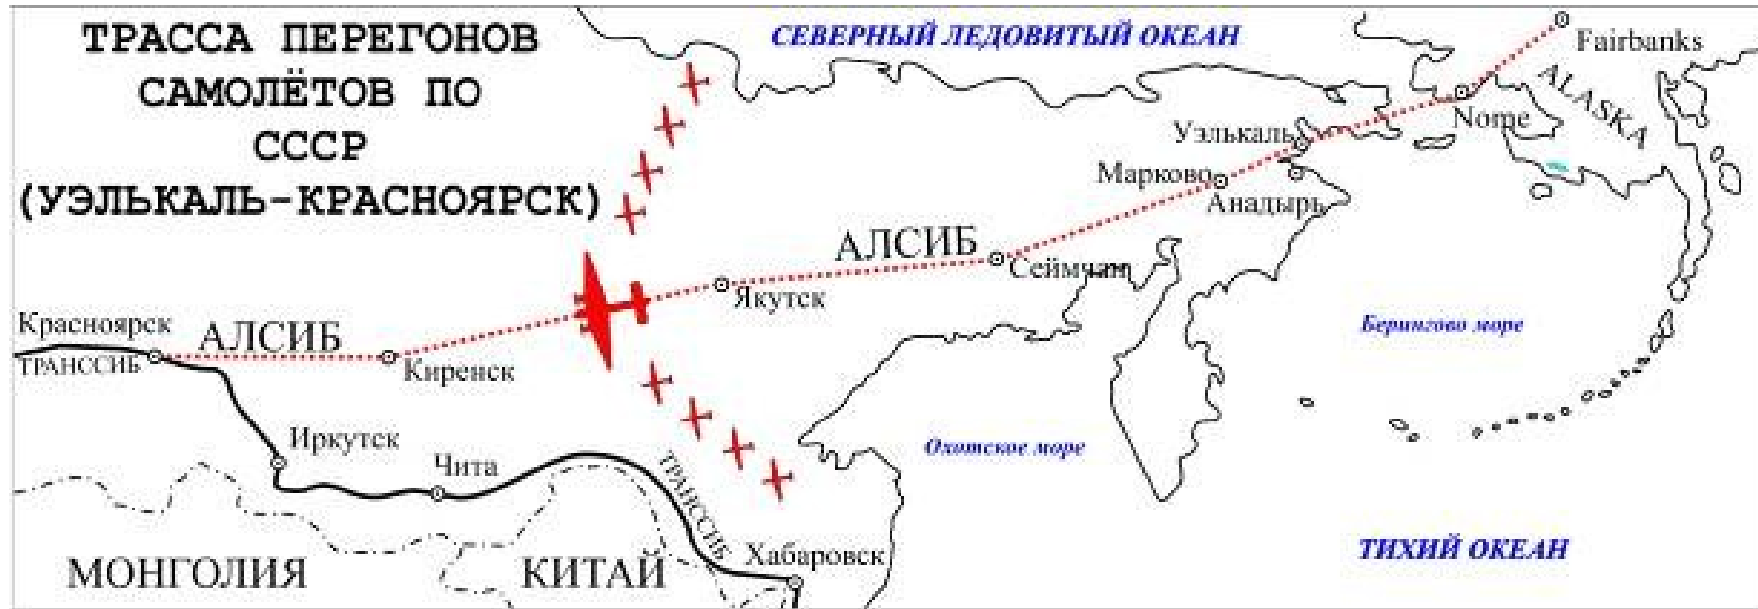 ТРАССА ПЕРЕГОНОВ
САМОЛЁТОВ ПО
СССР
(УЭЛЬКАЛЬ-КРАСНОЯРСК)
СЕВЕРНЫЙ ЛЕДОВИТЫЙ ОКЕАН
Fairbanks
ALASKA
Nome
Уэлькаль
Марково
Анадырь
АЛСИБ
Сеймчан
Якутск
Берингово море
Красноярск
АЛСИБ
ТРАНССИБ
Киренск
Иркутск
Чита
ТРАНССИБ
Охотское море
Хабаровск
ТИХИЙ ОКЕАН
МОНГОЛИЯ
КИТАЙ